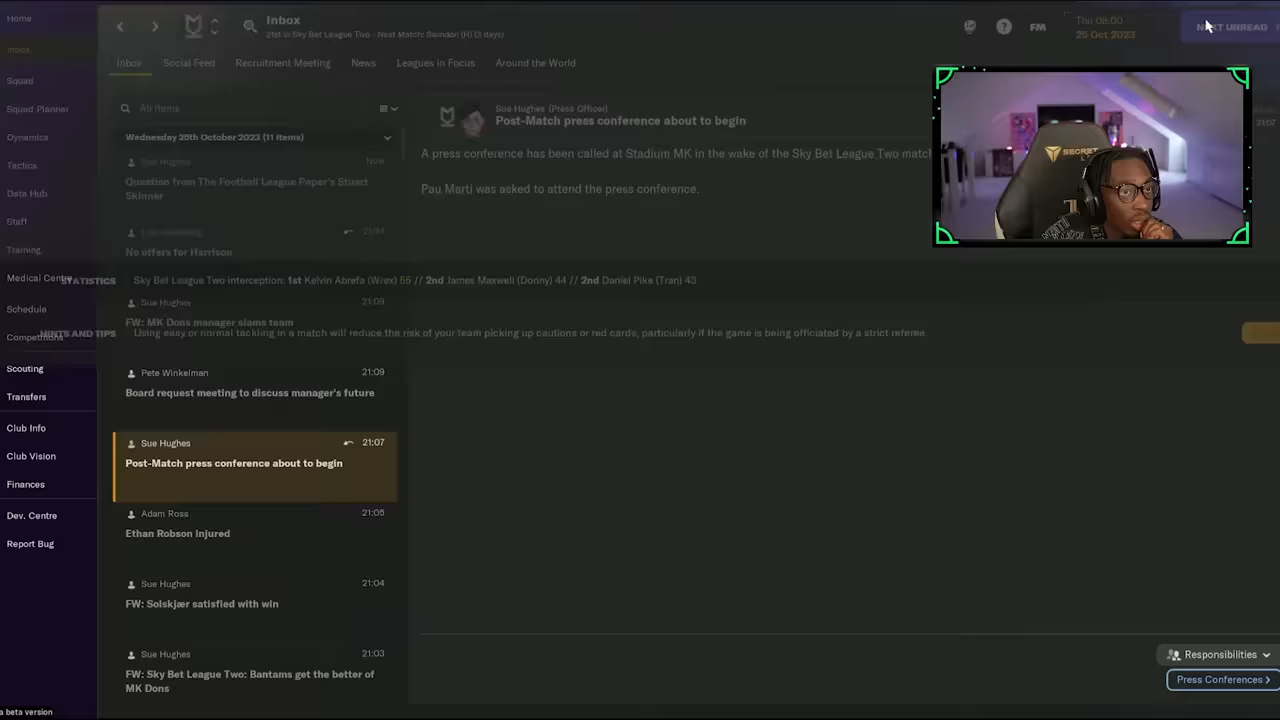 Home
Inbox
Squad
Squad Planner
Dynamics
Tactics
Data Hub
Staff
Training
Medical Centre
Schedule
Competitions
Scouting
Transfers
Club Info
Club Vision
Finances
Dev. Centre
Report Bug
a beta version
Inbox
21st in Sky Bet League Two - Next Match: Swindon (H) (3 days)
FM
Thu 08:00
26 Oct 2023
NEXT UNREAD
Inbox
Social Feed
Recruitment Meeting
News
Leagues in Focus
Around the World
All Items
Wednesday 25th October 2023 (11 Items)
Sue Hughes
Now
Question from The Football League Paper's Stuart
Skinner
No offers for Harrison
STATISTICS
Sky Bet League Two interception: 1st Kelvin Abrefa (Wrex) 55 // 2nd James Maxwell (Donny) 44 // 2nd Daniel Pike (Tran) 43
Sue Hughes
21:09
FW: MK Dons manager slams team
HINTS AND TIPS
Using easy or normal tackling in a match will reduce the risk of your team picking up cautions or red cards, particularly if the game is being officiated by a strict referee.
Pete Winkelman
21:09
Board request meeting to discuss manager's future
Sue Hughes
21:07
Post-Match press conference about to begin
Adam Ross
21:05
Ethan Robson Injured
Sue Hughes
21:04
FW: Solskjær satisfied with win
Sue Hughes
21:03
FW: Sky Bet League Two: Bantams get the better of
MK Dons
Sue Hughes (Press Officer)
Post-Match press conference about to begin
21:07
A press conference has been called at Stadium MK in the wake of the Sky Bet League Two match
Pau Marti was asked to attend the press conference.
SECRET
Responsibilities
Press Conferences